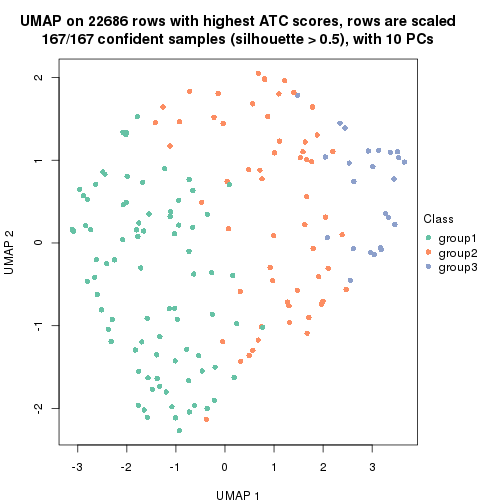 UMAP on 22686 rows with highest ATC scores, rows are scaled
167/167 confident samples (silhouette > 0.5), with 10 PCs
2
1
0
-1
-2
UMAP 2
-3
-2
-1
0
1
2
3
UMAP 1
Class
group1
group2
group3